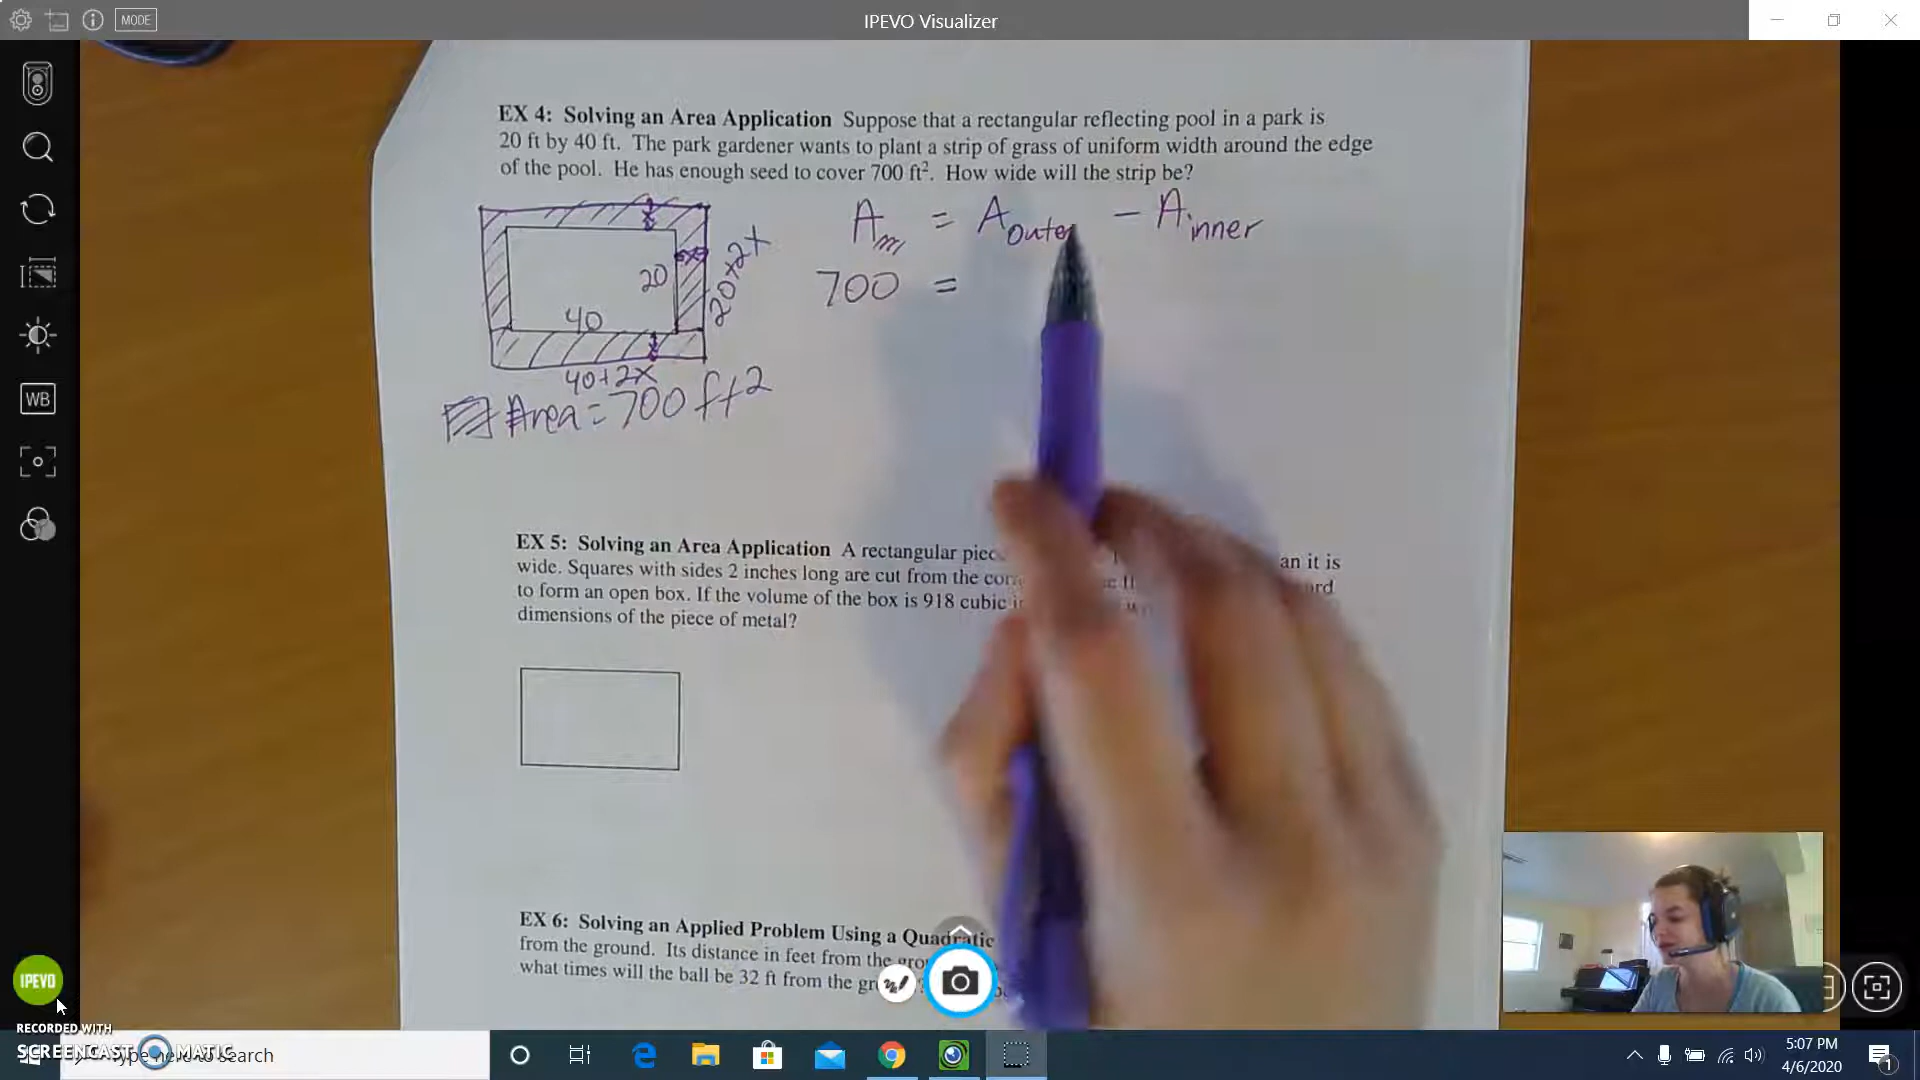 MODE
IPEVO Visualizer
EX 4: Solving an Area Application Suppose that a rectangular reflecting pool in a park is
20 ft by 40 ft. The park gardener wants to plant a strip of grass of uniform width around the edge
of the pool. He has enough seed to cover 700 ft². How wide will the strip be?
A = A outer - A inner
700 =
x
x
20
20+2x
40
x
40+2x
Area = 700 ft²
WB
EX 5: Solving an Area Application A rectangular an it is
wide. Squares with sides 2 inches long are cut from the
to form an open box. If the volume of the box is 918 cubic
dimensions of the piece of metal?
EX 6: Solving an Applied Problem Using a Quadratic
from the ground. Its distance in feet from the
what times will the ball be 32 ft from the
IPEVO
RECORDED WITH
SCREENCAST MATIC
here to search
5:07 PM
4/6/2020
1